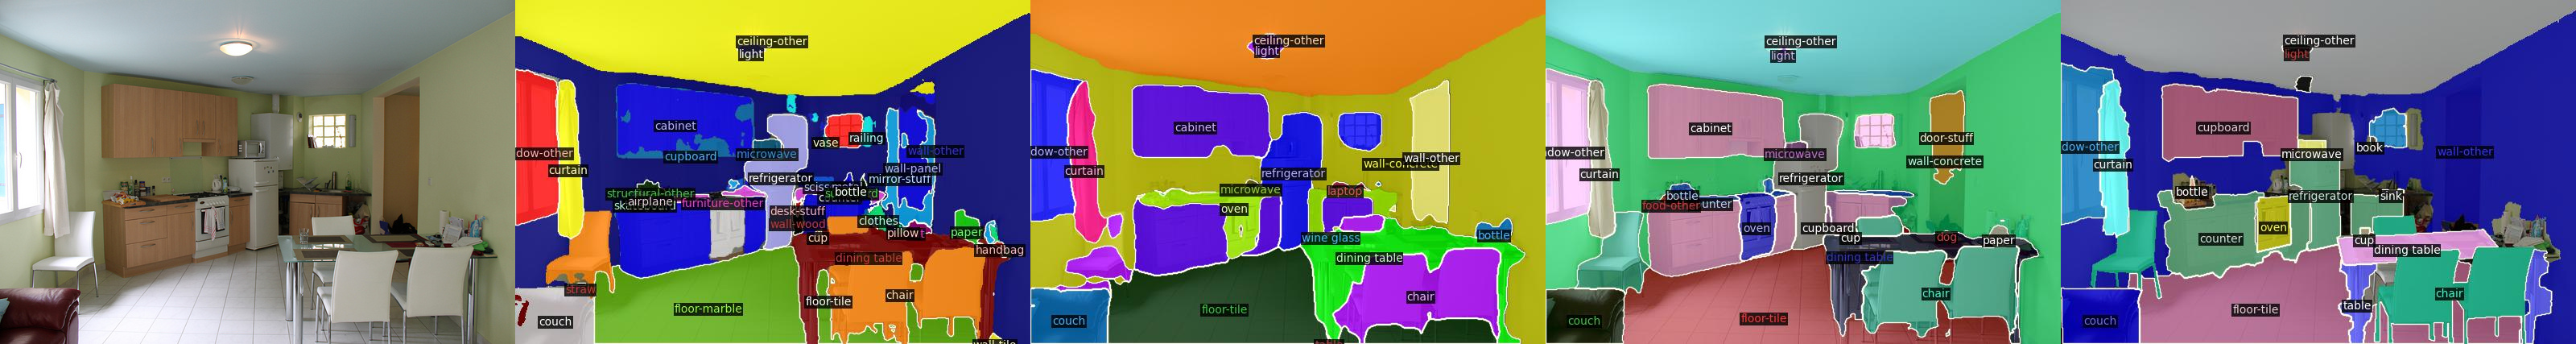 ceiling-other
light
cabinet
cupboard
microwave
vase
railing
wall-other
dow-other
curtain
wall-panel
mirror-stuff
refrigerator
bottle
structural-other
airplane
furniture-other
desk-stuff
wall-wood
clothes
pillow
cup
paper
handbag
dining table
straw
chair
floor-tile
floor-marble
couch
ceiling-other
light
cabinet
dow-other
curtain
wall-other
refrigerator
microwave
laptop
oven
wine glass
bottle
dining table
chair
floor-tile
couch
ceiling-other
light
cabinet
door-stuff
dow-other
microwave
wall-concrete
curtain
refrigerator
bottle
food-other
unter
oven
cupboard
cup
dog
paper
dining table
chair
floor-tile
couch
ceiling-other
light
cupboard
dow-other
curtain
microwave
book
wall-other
bottle
refrigerator
sink
counter
oven
cup
dining table
table
chair
floor-tile
couch